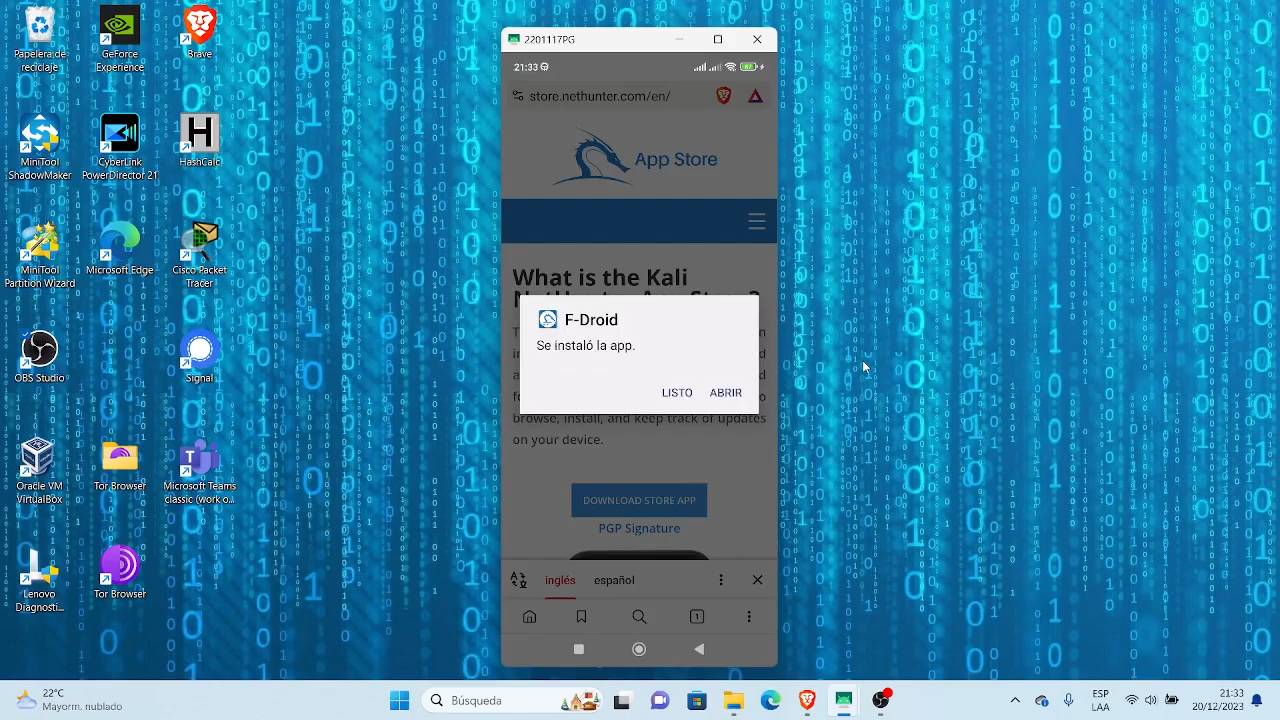 Papelerade
reciclaje
GeForce
Experience
Brave
MiniTool
ShadowMaker
CyberLink
PowerDirector 21
H
HashCalc
MiniTool
Partition Wizard
Microsoft Edge
Cisco Packet
Tracer
OBS Studio
Signal
Oracle VM
VirtualBox
Tor Browser
Microsoft Teams
classic (work o...
Lenovo
Diagnosti...
Tor Browser
2201117PG
21:33
67
store.nethunter.com/en/
App Store
What is the Kali
F-Droid
Se instaló la app.
LISTO ABRIR
browse, install, and keep track of updates
on your device.
DOWNLOAD STORE APP
PGP Signature
inglés español
1
22°C
Mayorm. nublado
Búsqueda
ESP
LAA
21:33
20/12/2023